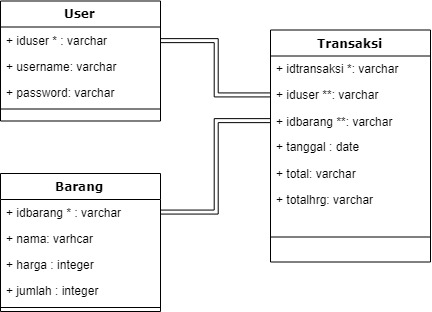 User
+ iduser * : varchar
+ username: varchar
+ password: varchar
Transaksi
+ idtransaksi *: varchar
+ iduser **: varchar
+ idbarang **: varchar
+ tanggal : date
+ total: varchar
+ totalhrg: varchar
Barang
+ idbarang * : varchar
+ nama: varhcar
+ harga : integer
+ jumlah : integer